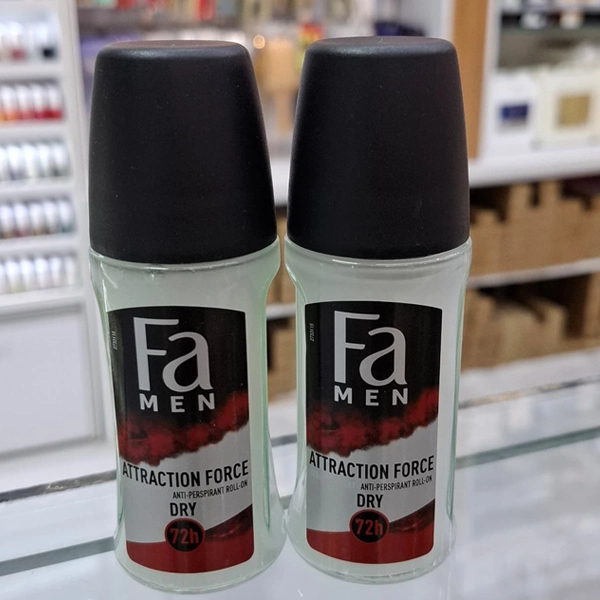 Fa
MEN
ATTRACTION FORCE
ANTI-PERSPIRANT ROLL-ON
DRY
72h
Fa
MEN
ATTRACTION FORCE
ANTI-PERSPIRANT ROLL-ON
DRY
72h